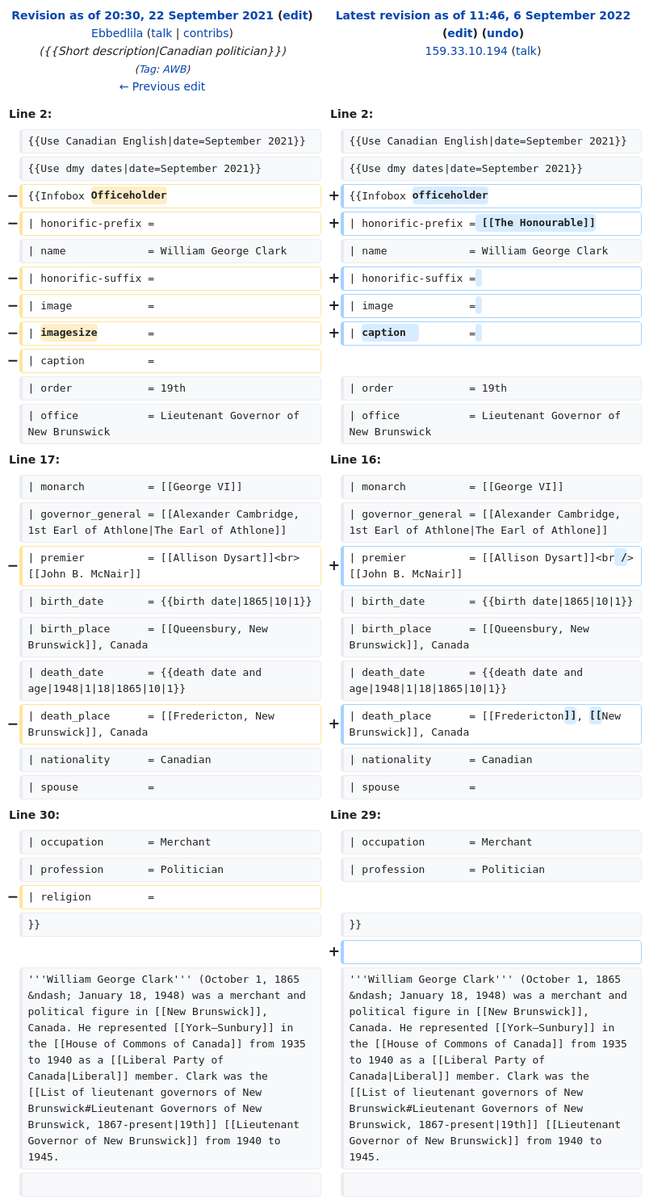 Revision as of 20:30, 22 September 2021 (edit)
Ebbedlila (talk | contribs)
({{Short description|Canadian politician}})
(Tag: AWB)
← Previous edit
Latest revision as of 11:46, 6 September 2022
(edit) (undo)
159.33.10.194 (talk)
Line 2:
Line 2:
{{Use Canadian English|date=September 2021}}
{{Use Canadian English|date=September 2021}}
{{Use dmy dates|date=September 2021}}
{{Use dmy dates|date=September 2021}}
− {{Infobox Officeholder
+ {{Infobox officeholder
− | honorific-prefix =
+ | honorific-prefix = [[The Honourable]]
| name = William George Clark
| name = William George Clark
− | honorific-suffix =
+ | honorific-suffix =
− | image =
+ | image =
− | imagesize =
+ | caption =
− | caption =
| order = 19th
| order = 19th
| office = Lieutenant Governor of
New Brunswick
| office = Lieutenant Governor of
New Brunswick
Line 17:
Line 16:
| monarch = [[George VI]]
| monarch = [[George VI]]
| governor_general = [[Alexander Cambridge,
1st Earl of Athlone|The Earl of Athlone]]
| governor_general = [[Alexander Cambridge,
1st Earl of Athlone|The Earl of Athlone]]
− | premier = [[Allison Dysart]]<br>
[[John B. McNair]]
+ | premier = [[Allison Dysart]]<br />
[[John B. McNair]]
| birth_date = {{birth date|1865|10|1}}
| birth_date = {{birth date|1865|10|1}}
| birth_place = [[Queensbury, New
Brunswick]], Canada
| birth_place = [[Queensbury, New
Brunswick]], Canada
| death_date = {{death date and
age|1948|1|18|1865|10|1}}
| death_date = {{death date and
age|1948|1|18|1865|10|1}}
− | death_place = [[Fredericton, New
Brunswick]], Canada
+ | death_place = [[Fredericton]], [[New
Brunswick]], Canada
| nationality = Canadian
| nationality = Canadian
| spouse =
| spouse =
Line 30:
Line 29:
| occupation = Merchant
| occupation = Merchant
| profession = Politician
| profession = Politician
− | religion =
}}
}}
+
'''William George Clark''' (October 1, 1865
&ndash; January 18, 1948) was a merchant and
political figure in [[New Brunswick]],
Canada. He represented [[York—Sunbury]] in
the [[House of Commons of Canada]] from 1935
to 1940 as a [[Liberal Party of
Canada|Liberal]] member. Clark was the
[[List of lieutenant governors of New
Brunswick#Lieutenant Governors of New
Brunswick, 1867-present|19th]] [[Lieutenant
Governor of New Brunswick]] from 1940 to
1945.
'''William George Clark''' (October 1, 1865
&ndash; January 18, 1948) was a merchant and
political figure in [[New Brunswick]],
Canada. He represented [[York—Sunbury]] in
the [[House of Commons of Canada]] from 1935
to 1940 as a [[Liberal Party of
Canada|Liberal]] member. Clark was the
[[List of lieutenant governors of New
Brunswick#Lieutenant Governors of New
Brunswick, 1867-present|19th]] [[Lieutenant
Governor of New Brunswick]] from 1940 to
1945.